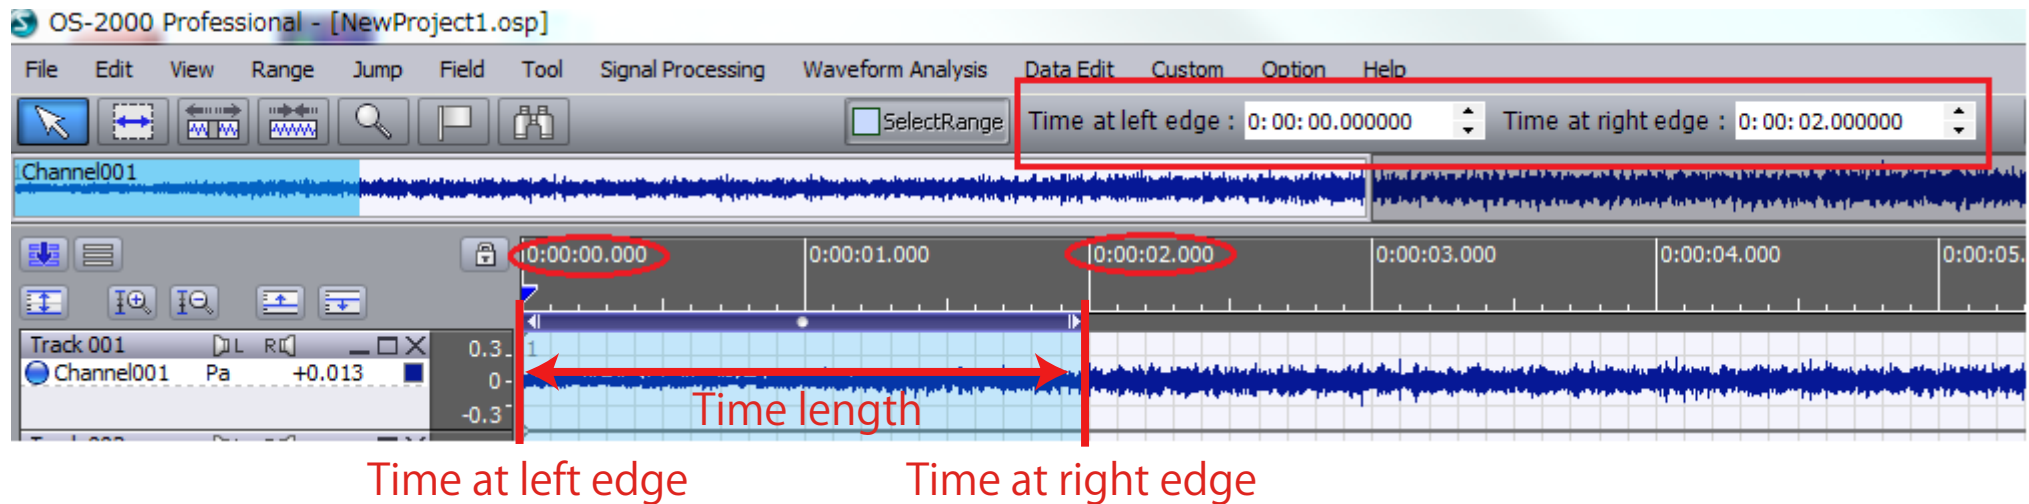 OS-2000 Professional - [NewProject1.osp]
File Edit View Range Jump Field Tool Signal Processing Waveform Analysis Data Edit Custom Option Help
SelectRange Time at left edge : 0:00:00.000000 Time at right edge : 0:00:02.000000
Channel001
0:00:00.000 0:00:01.000 0:00:02.000 0:00:03.000 0:00:04.000 0:00:05.
Track 001 L R 0.3 1
Channel001 Pa +0.013 0
Time length
-0.3
Time at left edge Time at right edge